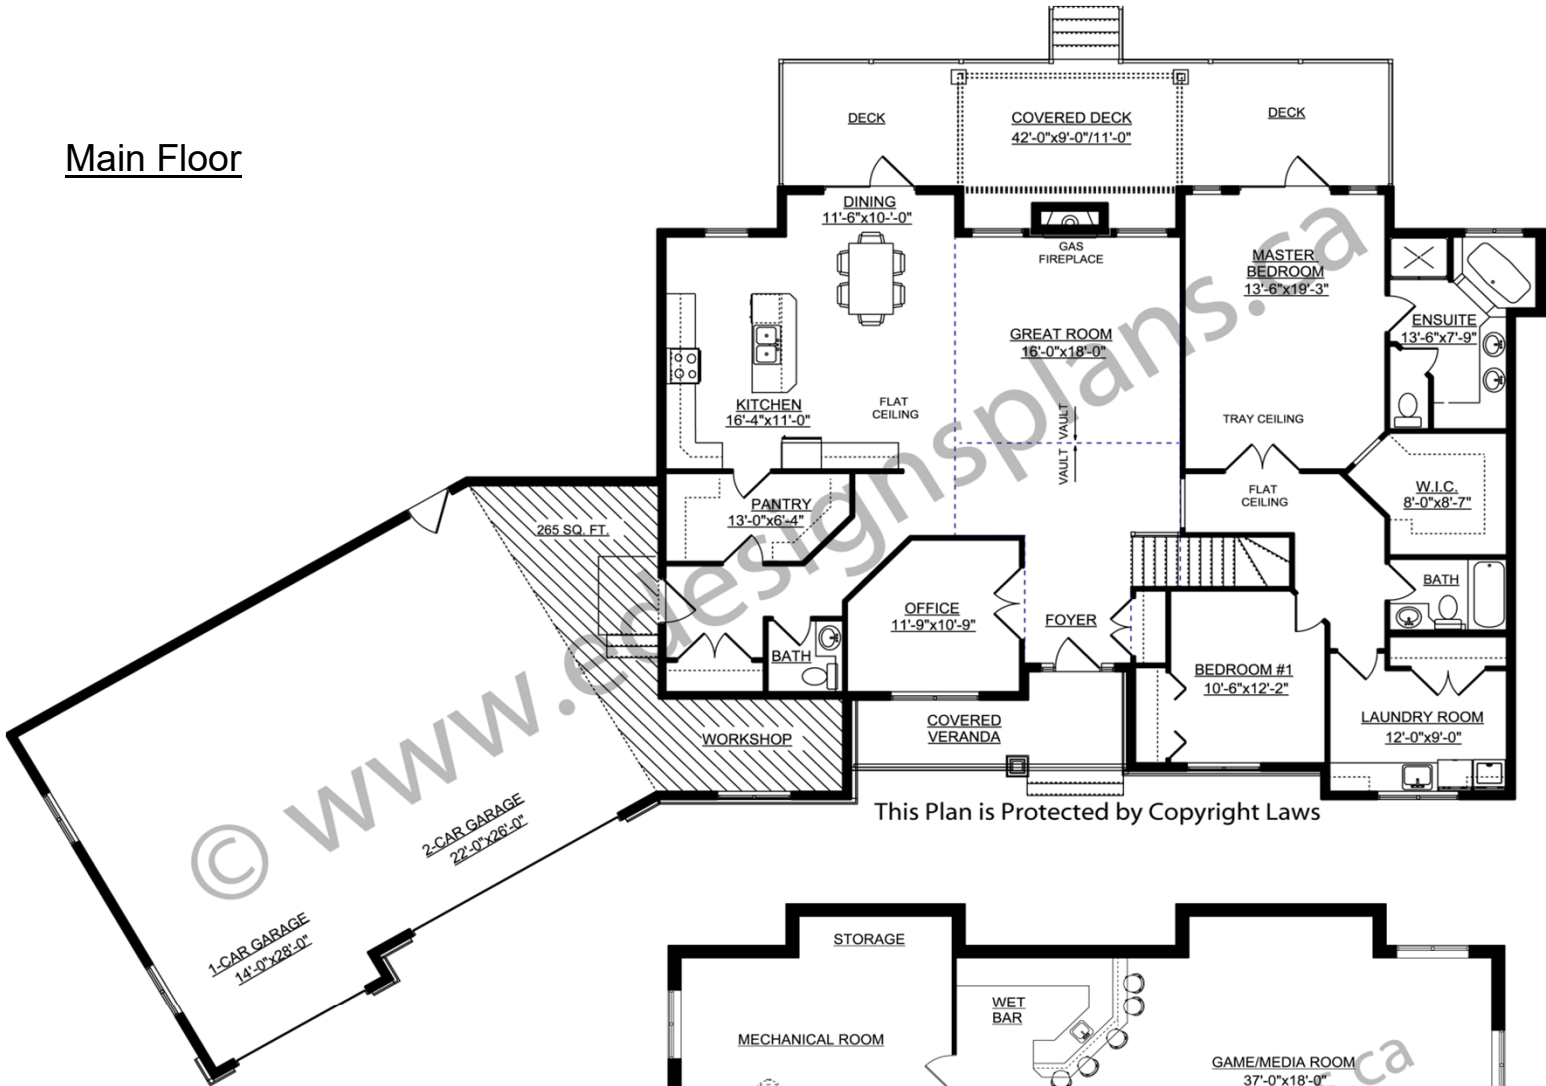 Main Floor
DECK
COVERED DECK
42'-0"x9'-0"/11'-0"
DECK
DINING
11'-6"x10-'-0"
GAS
FIREPLACE
MASTER
BEDROOM
13'-6"x19'-3"
ENSUITE
13'-6"x7'-9"
GREAT ROOM
16'-0"x18'-0"
KITCHEN
16'-4"x11'-0"
FLAT
CEILING
VAULT
VAULT
TRAY CEILING
FLAT
CEILING
W.I.C.
8'-0"x8'-7"
PANTRY
13'-0"x6'-4"
265 SQ. FT.
BATH
OFFICE
11'-9"x10'-9"
FOYER
BATH
BEDROOM #1
10'-6"x12'-2"
LAUNDRY ROOM
12'-0"x9'-0"
COVERED
VERANDA
WORKSHOP
2-CAR GARAGE
22'-0"x26'-0"
1-CAR GARAGE
14'-0"x28'-0"
© www.edesignsplans.ca
This Plan is Protected by Copyright Laws
STORAGE
WET
BAR
MECHANICAL ROOM
GAME/MEDIA ROOM
37'-0"x18'-0"
ca